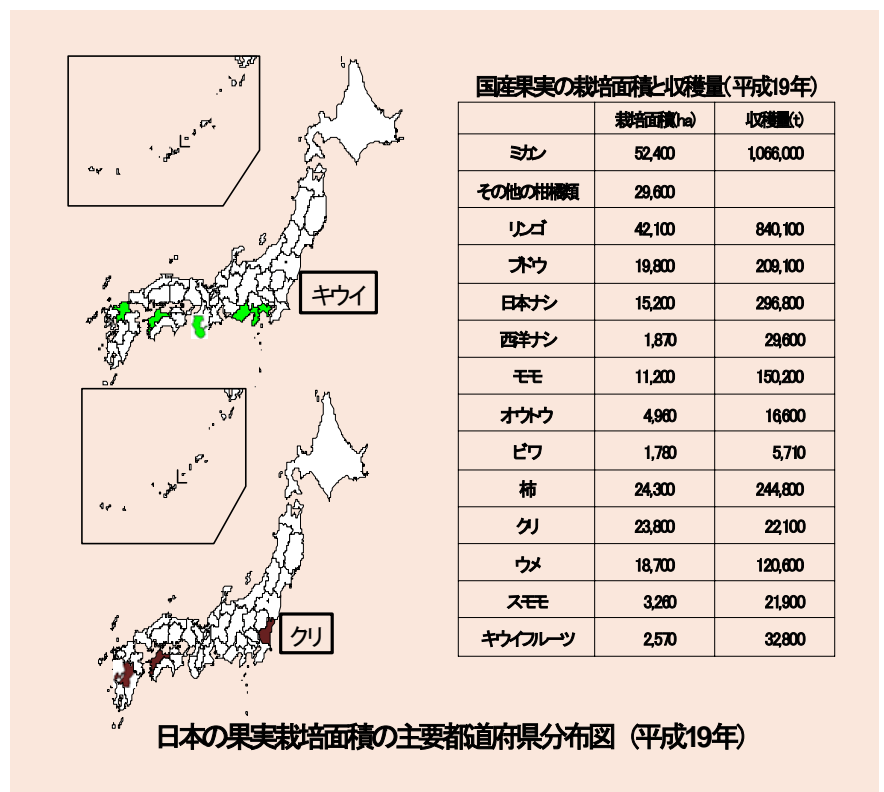 国産果実の栽培面積と収穫量(平成19年)
栽培面積(ha) 収穫量(t)
ミカン 52,400 1,066,000
その他の柑橘類 29,600
リンゴ 42,100 840,100
ブドウ 19,800 209,100
日本ナシ 15,200 296,800
西洋ナシ 1,870 29,600
モモ 11,200 150,200
オウトウ 4,960 16,600
ビワ 1,780 5,710
柿 24,300 244,800
クリ 23,800 22,100
ウメ 18,700 120,600
スモモ 3,260 21,900
キウイフルーツ 2,570 32,800
キウイ
クリ
日本の果実栽培面積の主要都道府県分布図(平成19年)